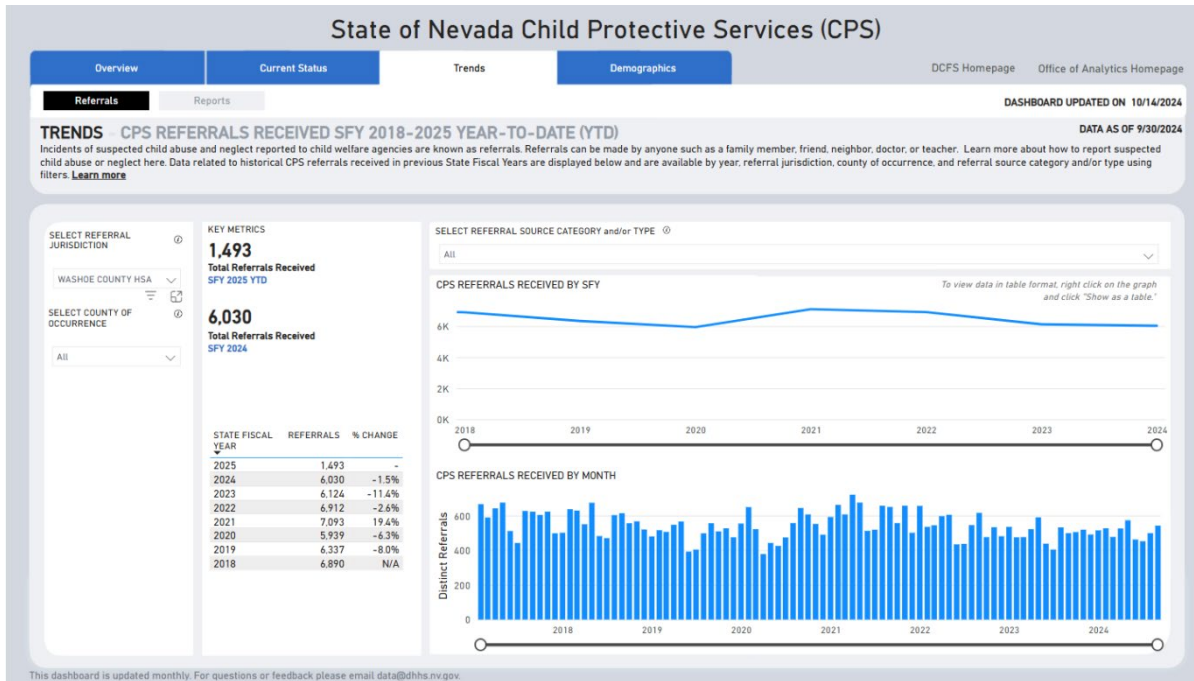 State of Nevada Child Protective Services (CPS)
Overview
Current Status
Trends
Demographics
DCFS Homepage
Office of Analytics Homepage
Referrals
Reports
DASHBOARD UPDATED ON 10/14/2024
TRENDS - CPS REFERRALS RECEIVED SFY 2018-2025 YEAR-TO-DATE (YTD)
DATA AS OF 9/30/2024
Incidents of suspected child abuse and neglect reported to child welfare agencies are known as referrals. Referrals can be made by anyone such as a family member, friend, neighbor, doctor, or teacher. Learn more about how to report suspected
child abuse or neglect here. Data related to historical CPS referrals received in previous State Fiscal Years are displayed below and are available by year, referral jurisdiction, county of occurrence, and referral source category and/or type using
filters. Learn more
SELECT REFERRAL
JURISDICTION
WASHOE COUNTY HSA
SELECT COUNTY OF
OCCURRENCE
All
KEY METRICS
1,493
Total Referrals Received
SFY 2025 YTD
6,030
Total Referrals Received
SFY 2024
STATE FISCAL YEAR REFERRALS % CHANGE
2025 1,493 -
2024 6,030 -1.5%
2023 6,124 -11.4%
2022 6,912 -2.6%
2021 7,093 19.4%
2020 5,939 -6.3%
2019 6,337 -8.0%
2018 6,890 N/A
SELECT REFERRAL SOURCE CATEGORY and/or TYPE
All
CPS REFERRALS RECEIVED BY SFY
To view data in table format, right click on the graph
and click "Show as a table."
6K
4K
2K
0K
2018 2019 2020 2021 2022 2023 2024
CPS REFERRALS RECEIVED BY MONTH
Distinct Referrals
600
400
200
0
2018 2019 2020 2021 2022 2023 2024
This dashboard is updated monthly. For questions or feedback please email data@dhhs.nv.gov.